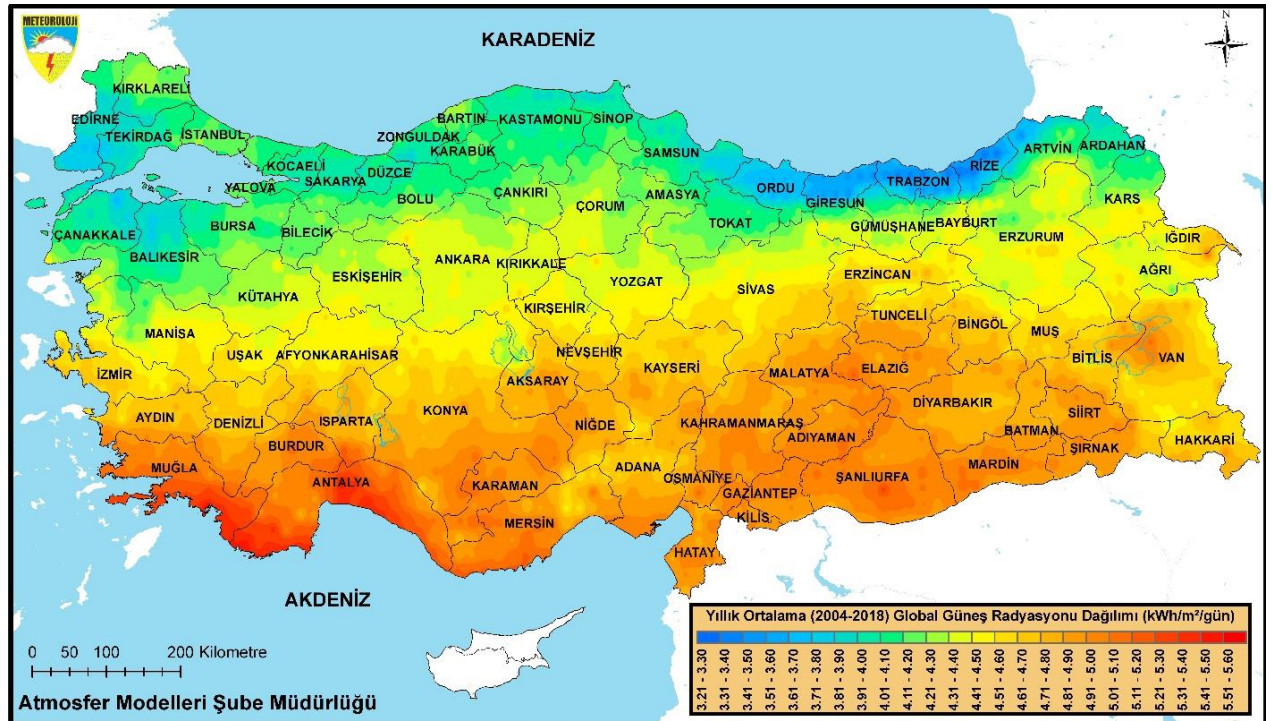 METEOROLOJİ
KARADENİZ
KIRKLARELİ
EDİRNE
TEKİRDAĞ
İSTANBUL
BARTIN
KASTAMONU
SİNOP
ZONGULDAK
KARABÜK
SAMSUN
ARTVİN
ARDAHAN
RİZE
KOCAELİ
SAKARYA
DÜZCE
YALOVA
BOLU
ÇANKIRI
ÇORUM
AMASYA
ORDU
GİRESUN
TRABZON
KARS
ÇANAKKALE
BURSA
BİLECİK
TOKAT
GÜMÜŞHANE
BAYBURT
ERZURUM
IĞDIR
BALIKESİR
ESKİŞEHİR
ANKARA
KIRIKKALE
YOZGAT
SİVAS
ERZİNCAN
AĞRI
KÜTAHYA
KIRŞEHİR
TUNCELİ
BİNGÖL
MUŞ
MANİSA
UŞAK
AFYONKARAHİSAR
NEVŞEHİR
KAYSERİ
MALATYA
ELAZIĞ
BİTLİS
VAN
İZMİR
AKSARAY
AYDIN
DENİZLİ
ISPARTA
KONYA
NİĞDE
KAHRAMANMARAŞ
ADIYAMAN
DİYARBAKIR
BATMAN
SİİRT
ŞIRNAK
HAKKARİ
MUĞLA
BURDUR
ANTALYA
KARAMAN
ADANA
OSMANİYE
GAZİANTEP
ŞANLIURFA
MARDİN
MERSİN
KİLİS
HATAY
AKDENİZ
0 50 100 200 Kilometre
Atmosfer Modelleri Şube Müdürlüğü
Yıllık Ortalama (2004-2018) Global Güneş Radyasyonu Dağılımı (kWh/m²/gün)
3.21 - 3.30
3.31 - 3.40
3.41 - 3.50
3.51 - 3.60
3.61 - 3.70
3.71 - 3.80
3.81 - 3.90
3.91 - 4.00
4.01 - 4.10
4.11 - 4.20
4.21 - 4.30
4.31 - 4.40
4.41 - 4.50
4.51 - 4.60
4.61 - 4.70
4.71 - 4.80
4.81 - 4.90
4.91 - 5.00
5.01 - 5.10
5.11 - 5.20
5.21 - 5.30
5.31 - 5.40
5.41 - 5.50
5.51 - 5.60